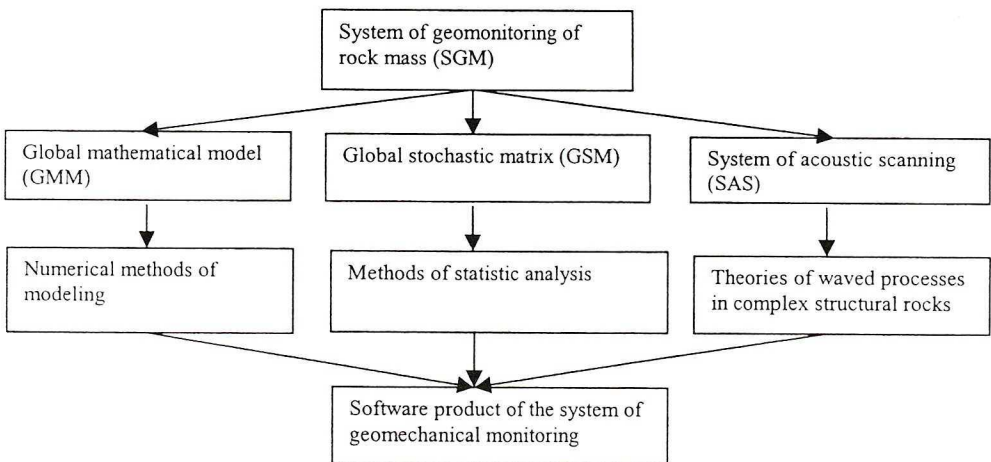 System of geomonitoring of
rock mass (SGM)
Global mathematical model
(GMM)
Global stochastic matrix (GSM)
System of acoustic scanning
(SAS)
Numerical methods of
modeling
Methods of statistic analysis
Theories of waved processes
in complex structural rocks
Software product of the system of
geomechanical monitoring